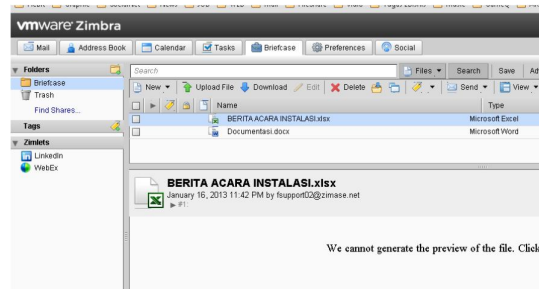 vmware Zimbra
Mail Address Book Calendar Tasks Briefcase Preferences Social
Folders
Briefcase
Trash
Find Shares...
Tags
Zimlets
LinkedIn
WebEx
Search Files Search Save Ad
New Upload File Download Edit Delete Send View
Name Type
BERITA ACARA INSTALASI.xlsx Microsoft Excel
Documentasi.docx Microsoft Word
BERITA ACARA INSTALASI.xlsx
January 16, 2013 11:42 PM by fsupport02@zimase.net
#1:
We cannot generate the preview of the file. Click